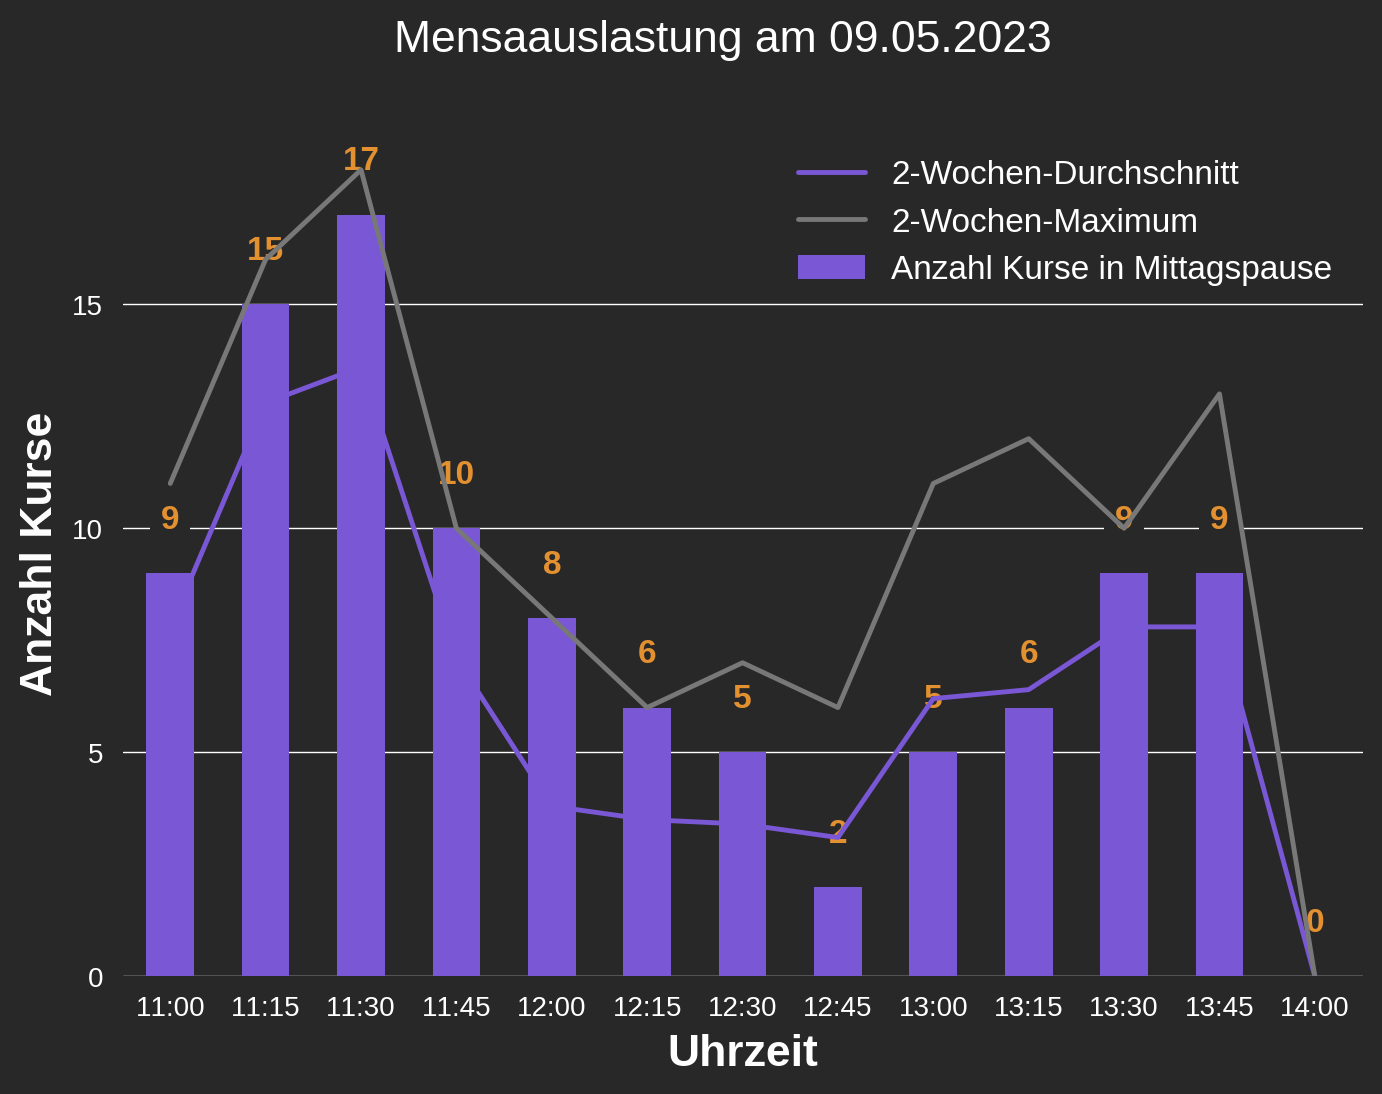 Mensaauslastung am 09.05.2023
2-Wochen-Durchschnitt
2-Wochen-Maximum
Anzahl Kurse in Mittagspause
Anzahl Kurse
15
10
5
0
9
15
17
10
8
6
5
2
5
6
9
9
0
11:00 11:15 11:30 11:45 12:00 12:15 12:30 12:45 13:00 13:15 13:30 13:45 14:00
Uhrzeit